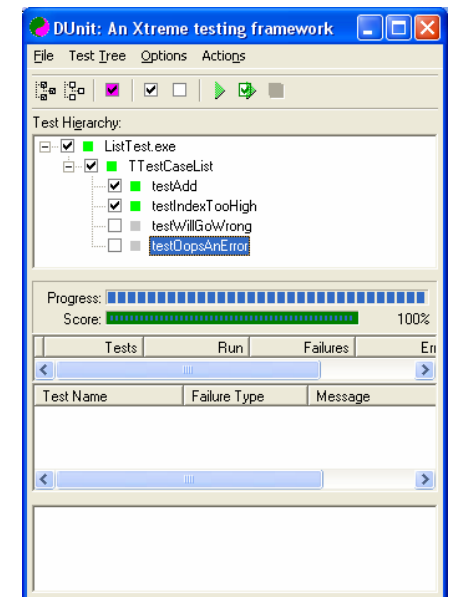 DUnit: An Xtreme testing framework
File Test Tree Options Actions
Test Hierarchy:
ListTest.exe
TTestCaseList
testAdd
testIndexTooHigh
testWillGoWrong
testOopsAnError
Progress:
Score: 100%
Tests Run Failures
Test Name Failure Type Message